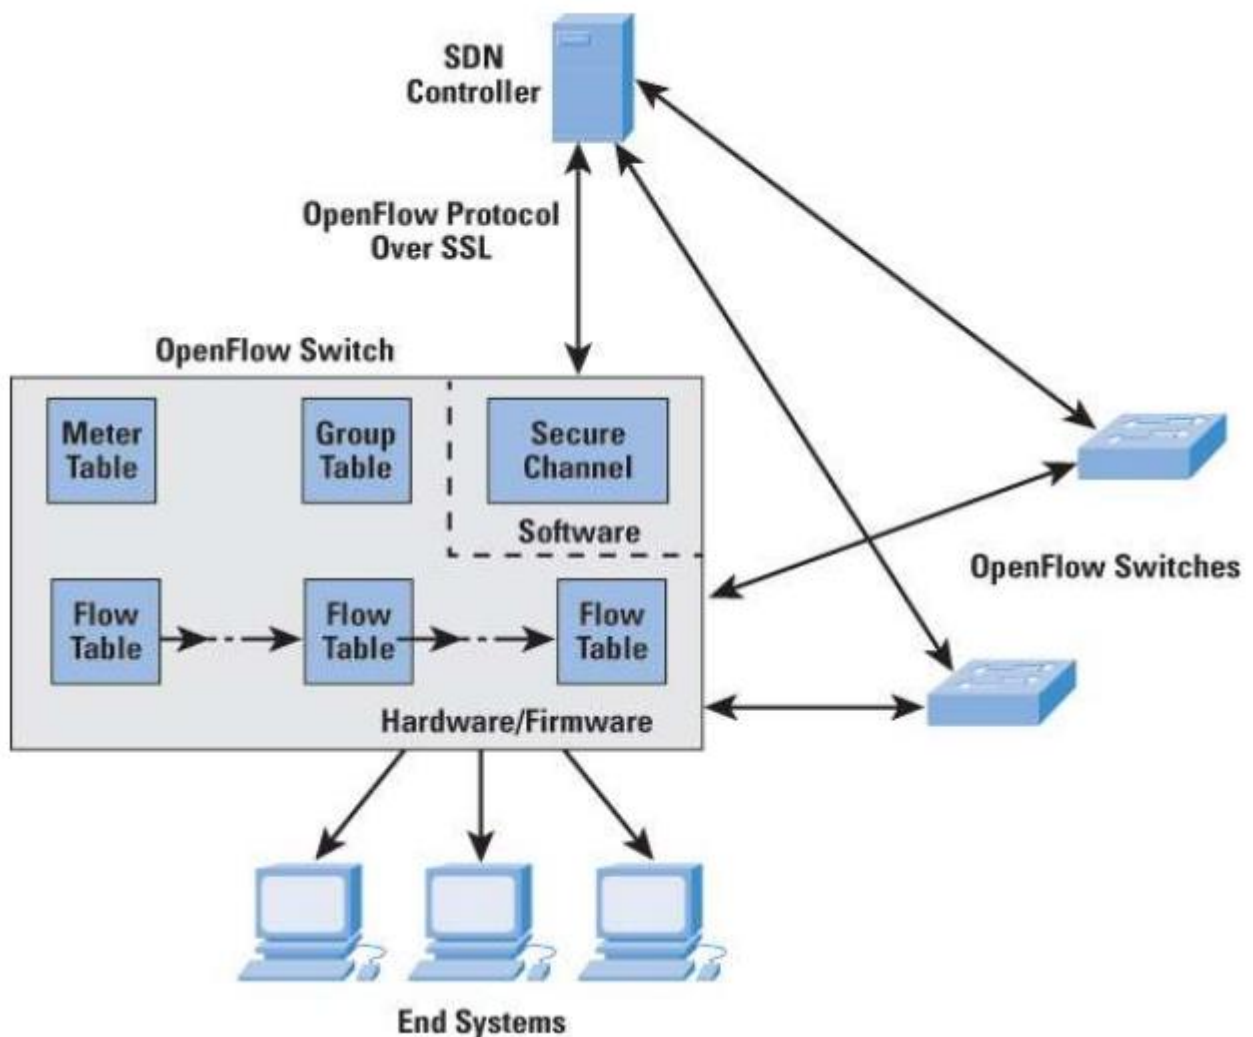 SDN
Controller
OpenFlow Protocol
Over SSL
OpenFlow Switch
Meter
Table
Group
Table
Secure
Channel
Software
OpenFlow Switches
Flow
Table
Flow
Table
Flow
Table
Hardware/Firmware
End Systems